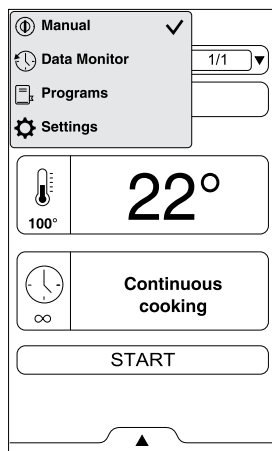 Manual
Data Monitor
1/1
Programs
Settings
22°
100°
Continuous
cooking
∞
START